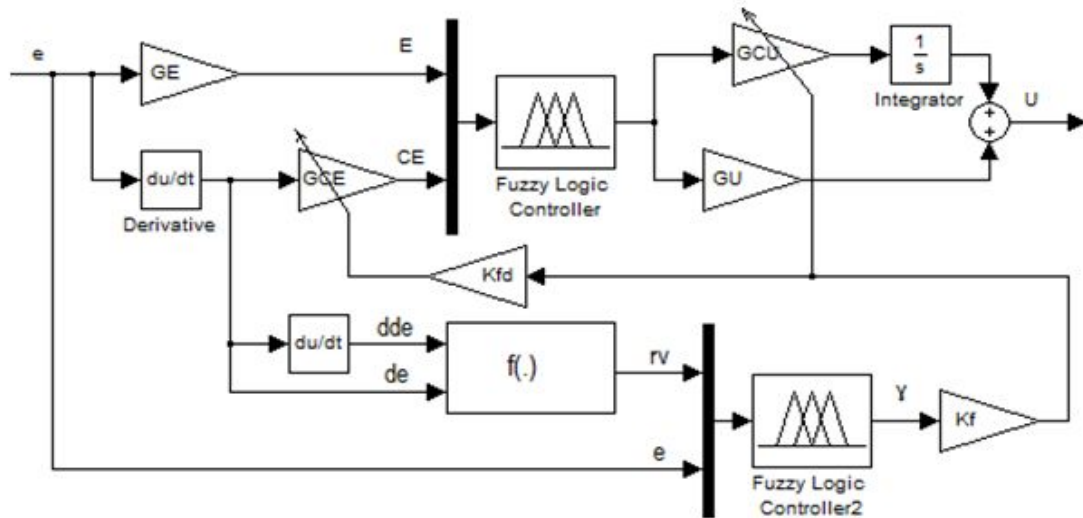 e
GE
E
du/dt
Derivative
GCE
CE
Fuzzy Logic
Controller
GCU
1
s
Integrator
GU
+
+
U
Kfd
du/dt
dde
de
f(.)
rv
e
Fuzzy Logic
Controller2
γ
Kf